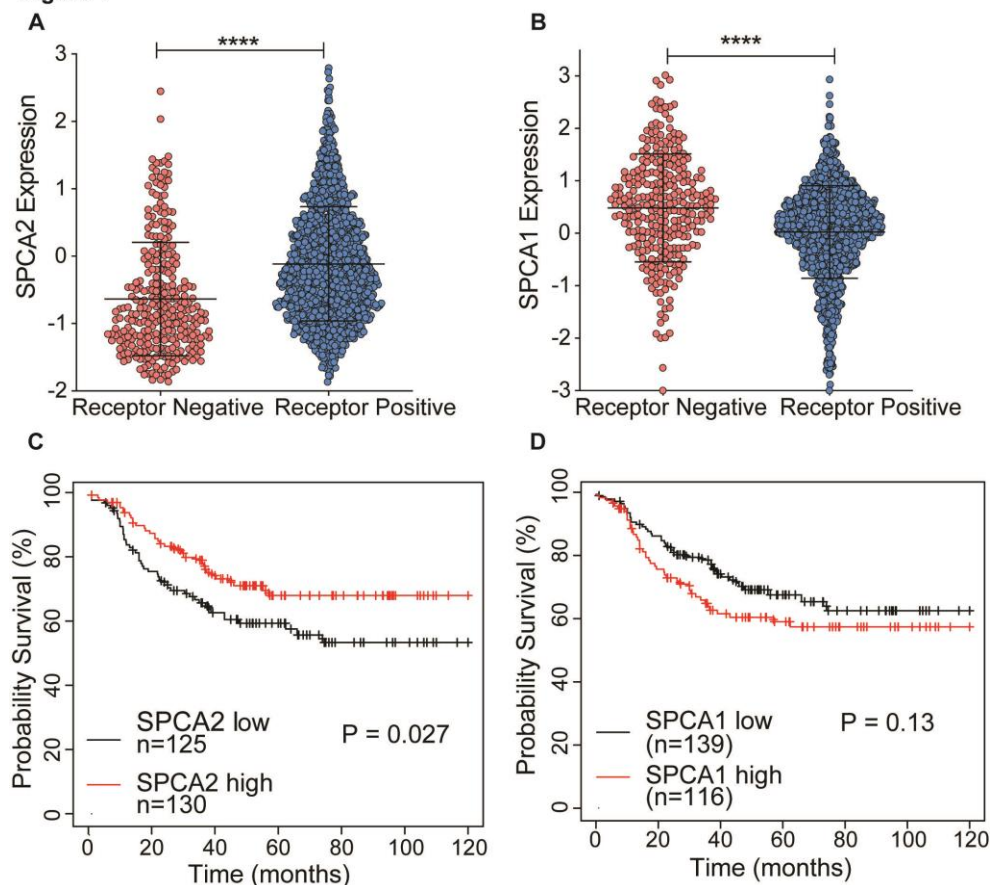 A
****
SPCA2 Expression
3
2
1
0
-1
-2
Receptor Negative Receptor Positive
B
****
SPCA1 Expression
3
2
1
0
-1
-2
-3
Receptor Negative Receptor Positive
C
Probability Survival (%)
100
80
60
40
20
0
SPCA2 low
n=125
P = 0.027
SPCA2 high
n=130
0 20 40 60 80 100 120
Time (months)
D
Probability Survival (%)
100
80
60
40
20
0
SPCA1 low
(n=139)
P = 0.13
SPCA1 high
(n=116)
0 20 40 60 80 100 120
Time (months)